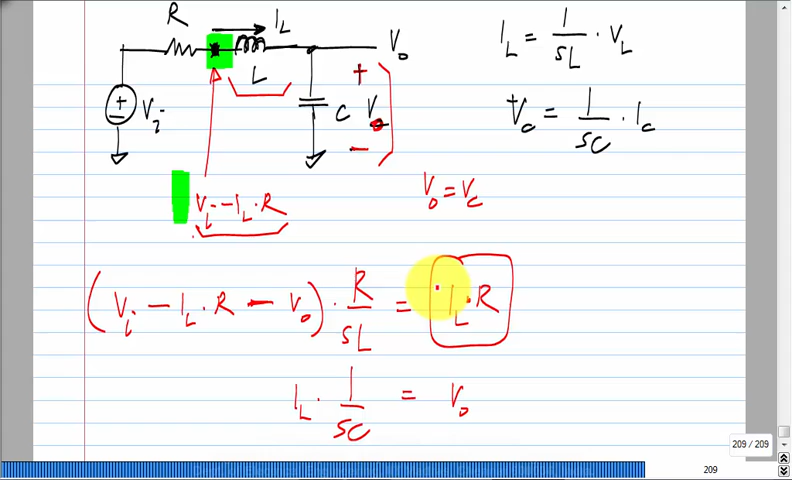 R I_L
I_L = 1/sL · V_L
V_o
L
+
V_i C V_o
V_c = 1/sC · I_c
−
V_i − I_L · R
V_o = V_c
(V_i − I_L · R − V_o) · R/sL = I_L · R
I_L · 1/sC = V_o
209 / 209
209